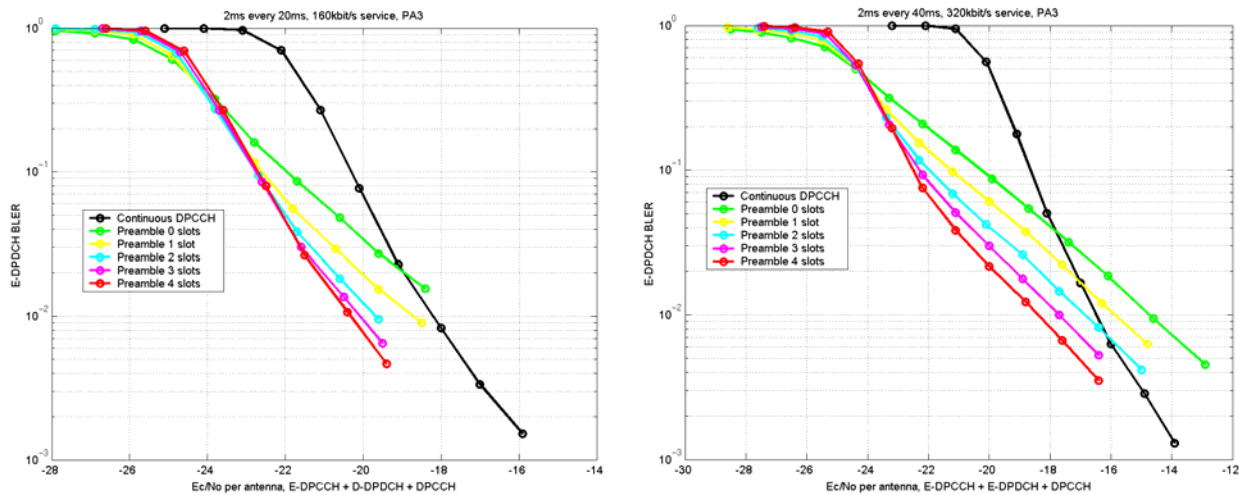 2ms every 20ms, 160kbit/s service, PA3
10^0
10^-1
10^-2
10^-3
E-DPDCH BLER
Continuous DPCCH
Preamble 0 slots
Preamble 1 slot
Preamble 2 slots
Preamble 3 slots
Preamble 4 slots
-28 -26 -24 -22 -20 -18 -16 -14
Ec/No per antenna, E-DPCCH + D-DPDCH + DPCCH
2ms every 40ms, 320kbit/s service, PA3
10^0
10^-1
10^-2
10^-3
E-DPDCH BLER
Continuous DPCCH
Preamble 0 slots
Preamble 1 slot
Preamble 2 slots
Preamble 3 slots
Preamble 4 slots
-30 -28 -26 -24 -22 -20 -18 -16 -14 -12
Ec/No per antenna, E-DPCCH + E-DPDCH + DPCCH